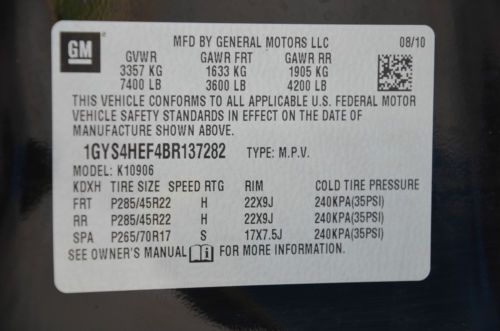 GM
MFD BY GENERAL MOTORS LLC 08/10
GVWR GAWR FRT GAWR RR
3357 KG 1633 KG 1905 KG
7400 LB 3600 LB 4200 LB
THIS VEHICLE CONFORMS TO ALL APPLICABLE U.S. FEDERAL MOTOR
VEHICLE SAFETY STANDARDS IN EFFECT ON THE DATE OF
MANUFACTURE SHOWN ABOVE.
1GYS4HEF4BR137282 TYPE: M.P.V.
MODEL: K10906
KDXH TIRE SIZE SPEED RTG RIM COLD TIRE PRESSURE
FRT P285/45R22 H 22X9J 240KPA(35PSI)
RR P285/45R22 H 22X9J 240KPA(35PSI)
SPA P265/70R17 S 17X7.5J 240KPA(35PSI)
SEE OWNER'S MANUAL i FOR MORE INFORMATION.